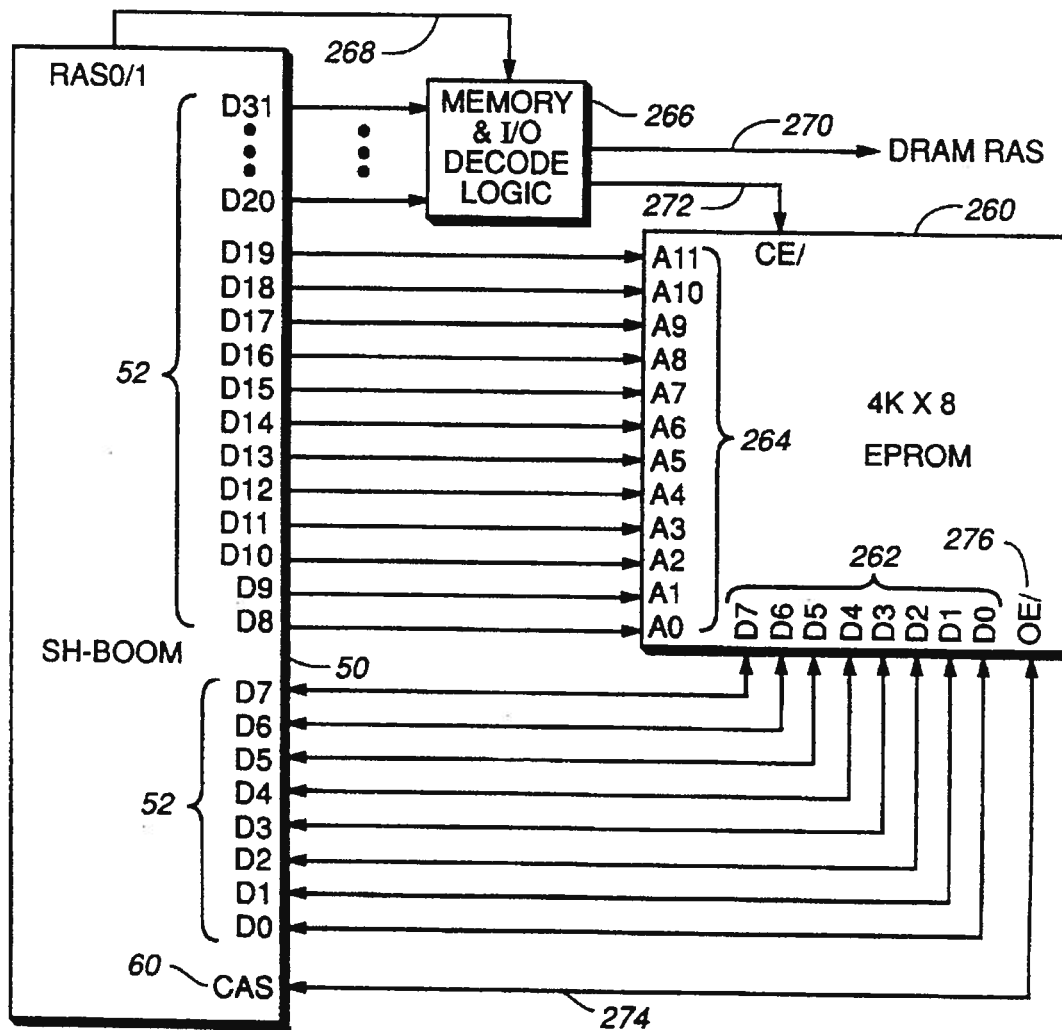 268
RAS0/1
D31
D20
MEMORY
& I/O
DECODE
LOGIC
266
270
DRAM RAS
272
260
D19
D18
D17
D16
D15
D14
D13
D12
D11
D10
D9
D8
52
A11
A10
A9
A8
A7
A6
A5
A4
A3
A2
A1
A0
264
CE/
4K X 8
EPROM
276
262
D7 D6 D5 D4 D3 D2 D1 D0 OE/
SH-BOOM
50
D7
D6
D5
D4
D3
D2
D1
D0
52
60
CAS
274